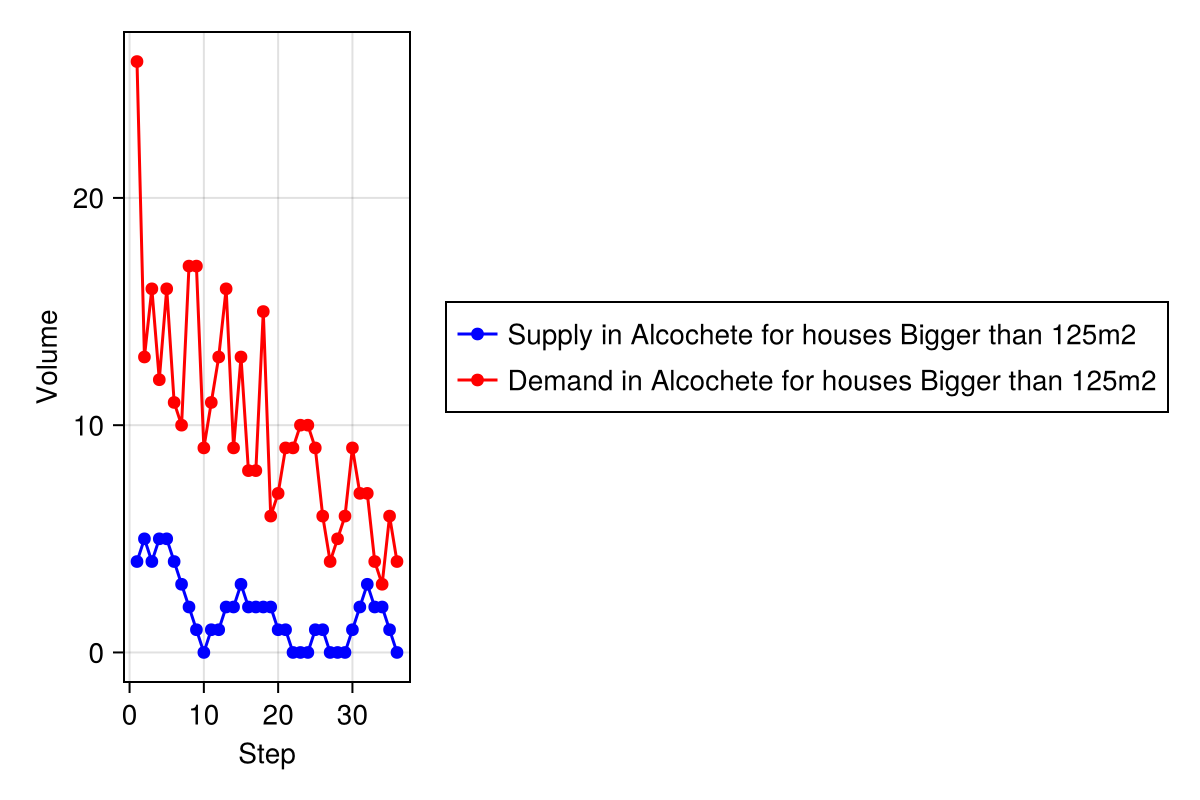 Volume
20
10
0
0 10 20 30
Step
Supply in Alcochete for houses Bigger than 125m2
Demand in Alcochete for houses Bigger than 125m2